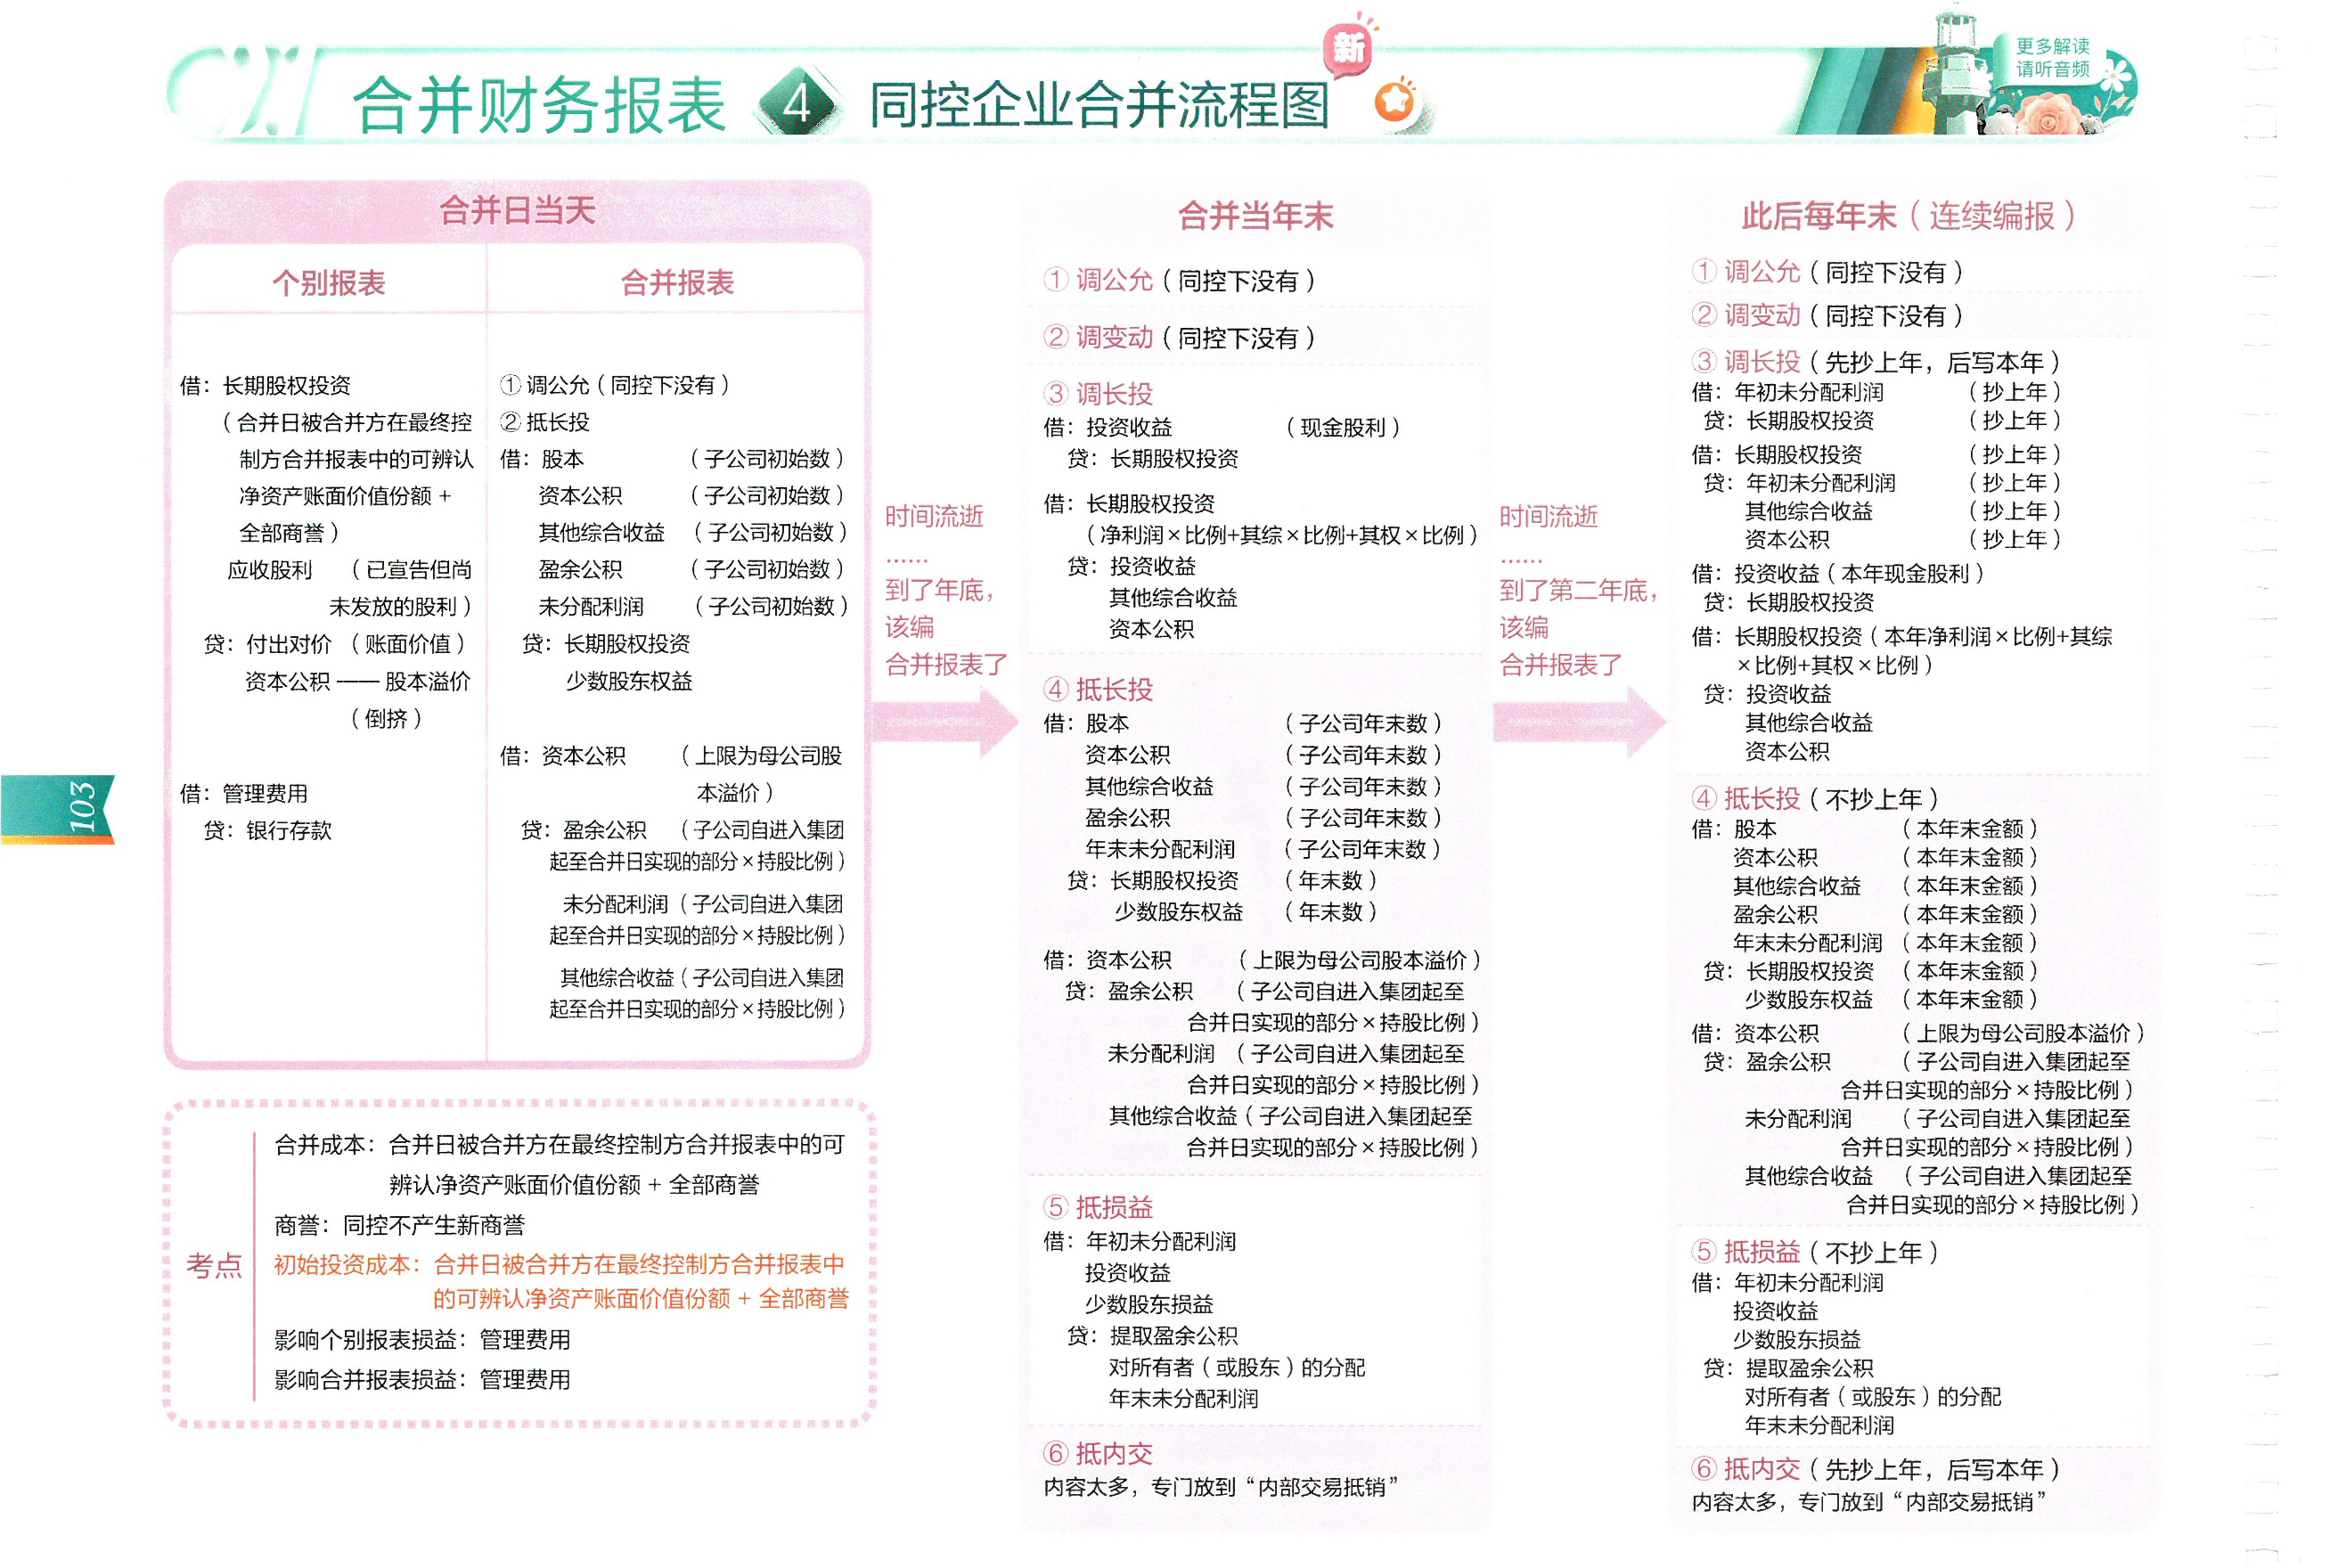 合并财务报表 4 同控企业合并流程图
新
更多解读
请听音频
合并日当天
个别报表
借：长期股权投资
（合并日被合并方在最终控
制方合并报表中的可辨认
净资产账面价值份额 +
全部商誉）
应收股利 （已宣告但尚
未发放的股利）
贷：付出对价 （账面价值）
资本公积 —— 股本溢价
（倒挤）
借：管理费用
贷：银行存款
合并报表
① 调公允（同控下没有）
② 抵长投
借：股本 （子公司初始数）
资本公积 （子公司初始数）
其他综合收益 （子公司初始数）
盈余公积 （子公司初始数）
未分配利润 （子公司初始数）
贷：长期股权投资
少数股东权益
借：资本公积 （上限为母公司股
本溢价）
贷：盈余公积 （子公司自进入集团
起至合并日实现的部分×持股比例）
未分配利润（子公司自进入集团
起至合并日实现的部分×持股比例）
其他综合收益（子公司自进入集团
起至合并日实现的部分×持股比例）
考点
合并成本：合并日被合并方在最终控制方合并报表中的可
辨认净资产账面价值份额 + 全部商誉
商誉：同控不产生新商誉
初始投资成本：合并日被合并方在最终控制方合并报表中
的可辨认净资产账面价值份额 + 全部商誉
影响个别报表损益：管理费用
影响合并报表损益：管理费用
103
时间流逝
……
到了年底，
该编
合并报表了
合并当年末
① 调公允（同控下没有）
② 调变动（同控下没有）
③ 调长投
借：投资收益 （现金股利）
贷：长期股权投资
借：长期股权投资
（净利润×比例+其综×比例+其权×比例）
贷：投资收益
其他综合收益
资本公积
④ 抵长投
借：股本 （子公司年末数）
资本公积 （子公司年末数）
其他综合收益 （子公司年末数）
盈余公积 （子公司年末数）
年末未分配利润 （子公司年末数）
贷：长期股权投资 （年末数）
少数股东权益 （年末数）
借：资本公积 （上限为母公司股本溢价）
贷：盈余公积 （子公司自进入集团起至
合并日实现的部分×持股比例）
未分配利润 （子公司自进入集团起至
合并日实现的部分×持股比例）
其他综合收益（子公司自进入集团起至
合并日实现的部分×持股比例）
⑤ 抵损益
借：年初未分配利润
投资收益
少数股东损益
贷：提取盈余公积
对所有者（或股东）的分配
年末未分配利润
⑥ 抵内交
内容太多，专门放到“内部交易抵销”
时间流逝
……
到了第二年底，
该编
合并报表了
此后每年末（连续编报）
① 调公允（同控下没有）
② 调变动（同控下没有）
③ 调长投（先抄上年，后写本年）
借：年初未分配利润 （抄上年）
贷：长期股权投资 （抄上年）
借：长期股权投资 （抄上年）
贷：年初未分配利润 （抄上年）
其他综合收益 （抄上年）
资本公积 （抄上年）
借：投资收益（本年现金股利）
贷：长期股权投资
借：长期股权投资（本年净利润×比例+其综
×比例+其权×比例）
贷：投资收益
其他综合收益
资本公积
④ 抵长投（不抄上年）
借：股本 （本年末金额）
资本公积 （本年末金额）
其他综合收益 （本年末金额）
盈余公积 （本年末金额）
年末未分配利润 （本年末金额）
贷：长期股权投资 （本年末金额）
少数股东权益 （本年末金额）
借：资本公积 （上限为母公司股本溢价）
贷：盈余公积 （子公司自进入集团起至
合并日实现的部分×持股比例）
未分配利润 （子公司自进入集团起至
合并日实现的部分×持股比例）
其他综合收益 （子公司自进入集团起至
合并日实现的部分×持股比例）
⑤ 抵损益（不抄上年）
借：年初未分配利润
投资收益
少数股东损益
贷：提取盈余公积
对所有者（或股东）的分配
年末未分配利润
⑥ 抵内交（先抄上年，后写本年）
内容太多，专门放到“内部交易抵销”